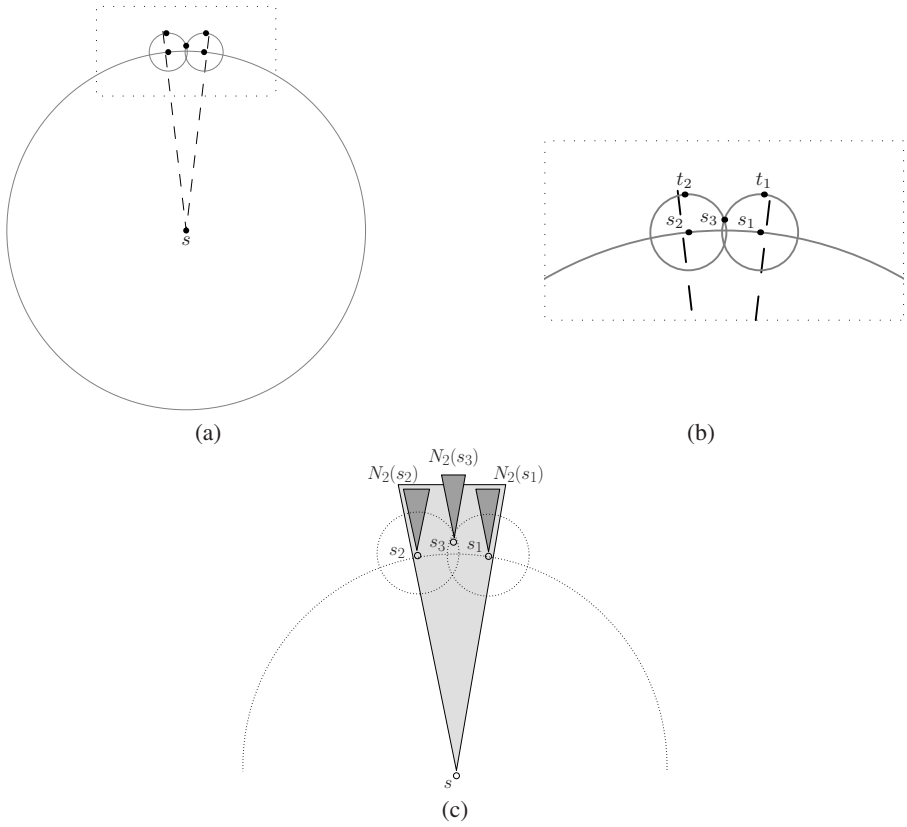 s
(a)
t₂ t₁
s₂ s₃ s₁
(b)
N₂(s₂) N₂(s₃) N₂(s₁)
s₂ s₃ s₁
s
(c)